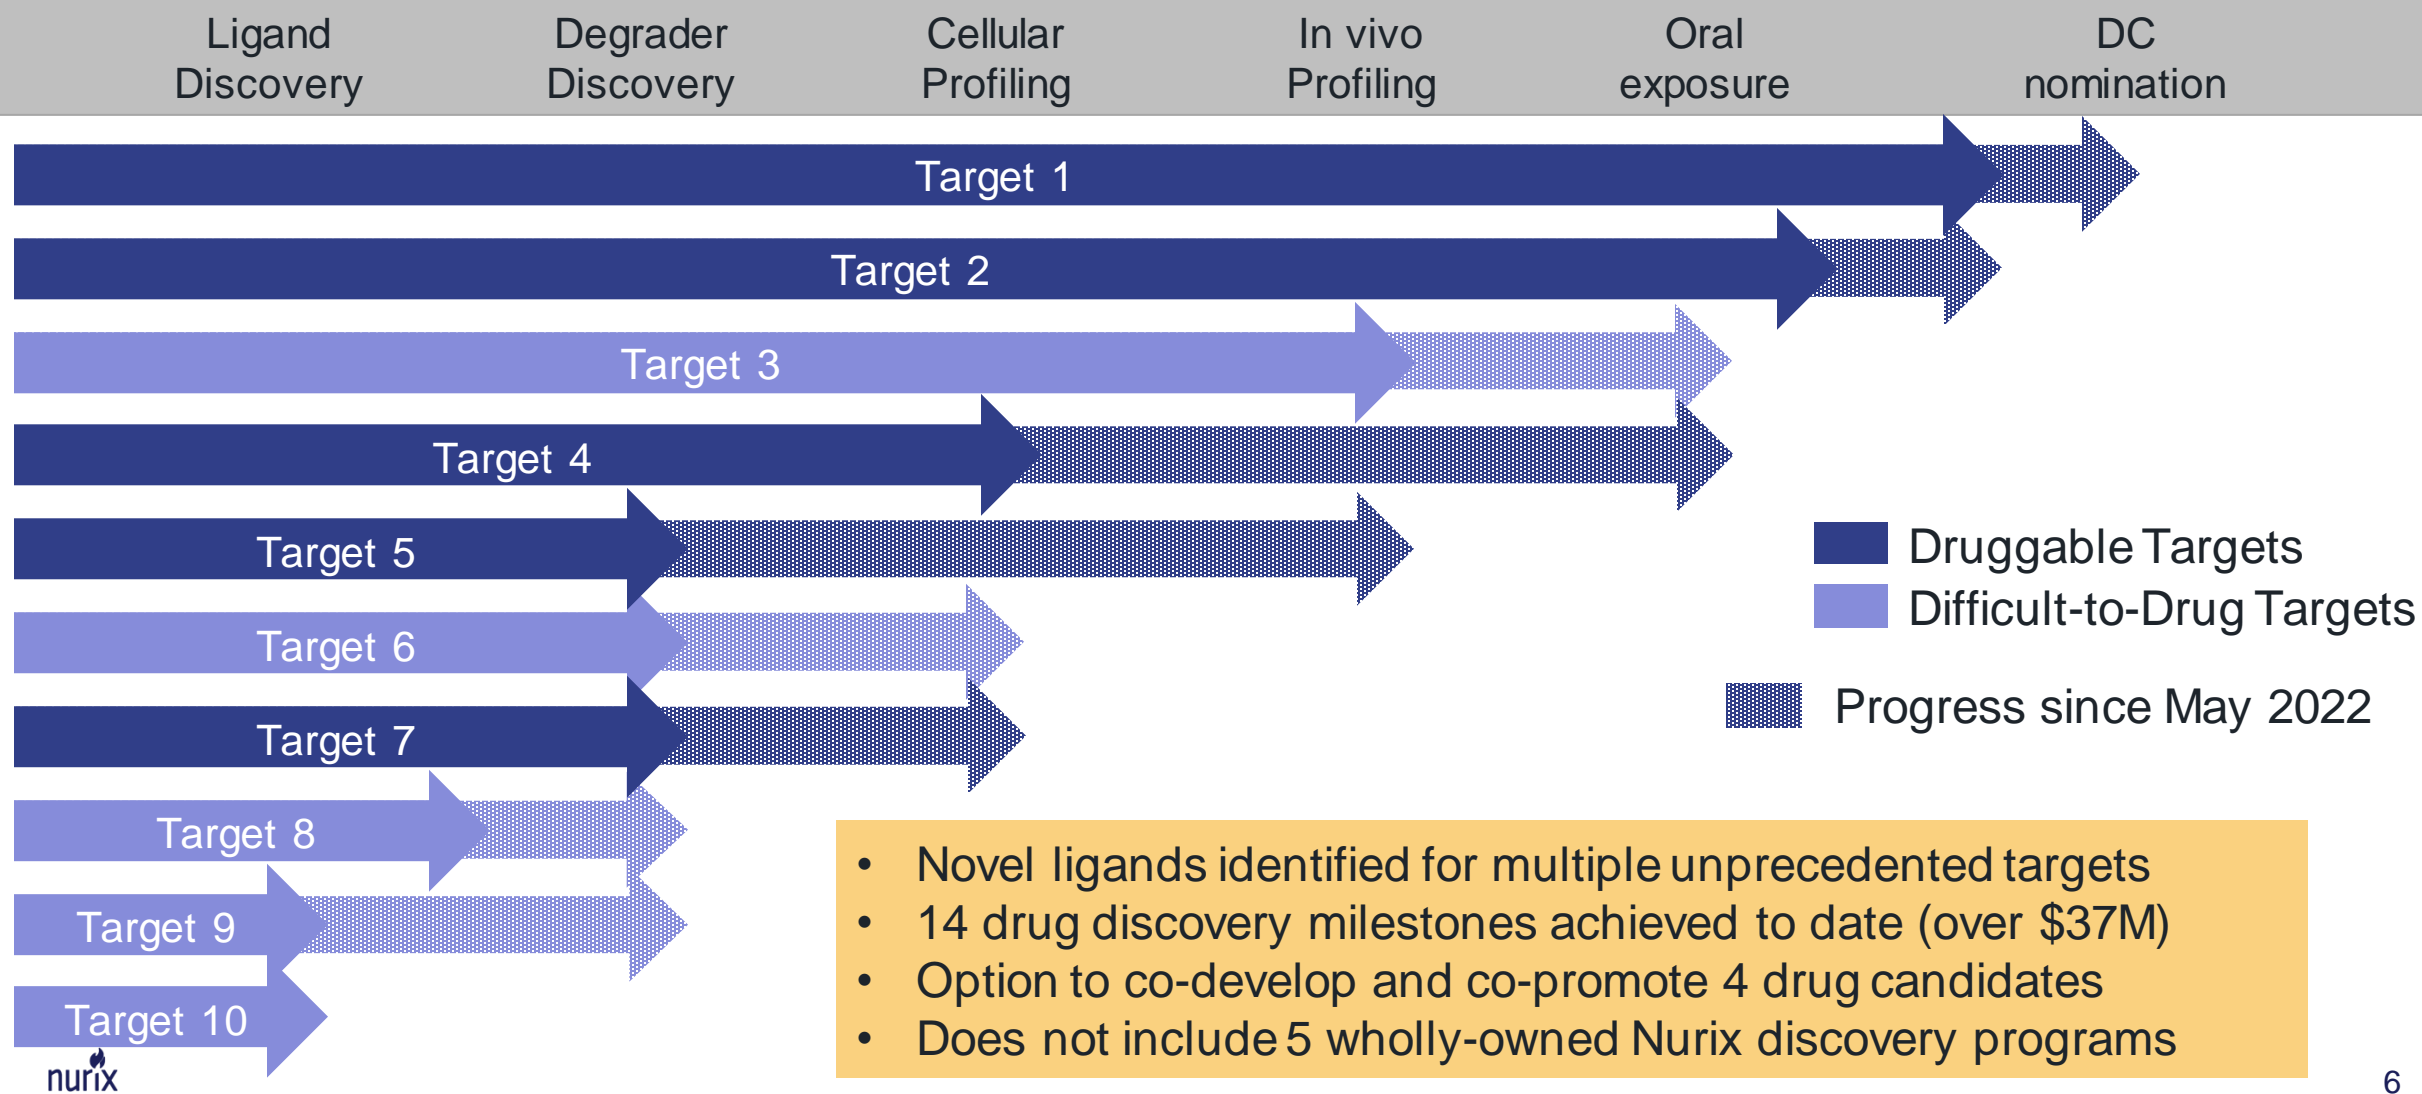 Ligand
Discovery
Degrader
Discovery
Cellular
Profiling
In vivo
Profiling
Oral
exposure
DC
nomination
Target 1
Target 2
Target 3
Target 4
Target 5
Target 6
Target 7
Target 8
Target 9
Target 10
Druggable Targets
Difficult-to-Drug Targets
Progress since May 2022
• Novel ligands identified for multiple unprecedented targets
• 14 drug discovery milestones achieved to date (over $37M)
• Option to co-develop and co-promote 4 drug candidates
• Does not include 5 wholly-owned Nurix discovery programs
nurix
6